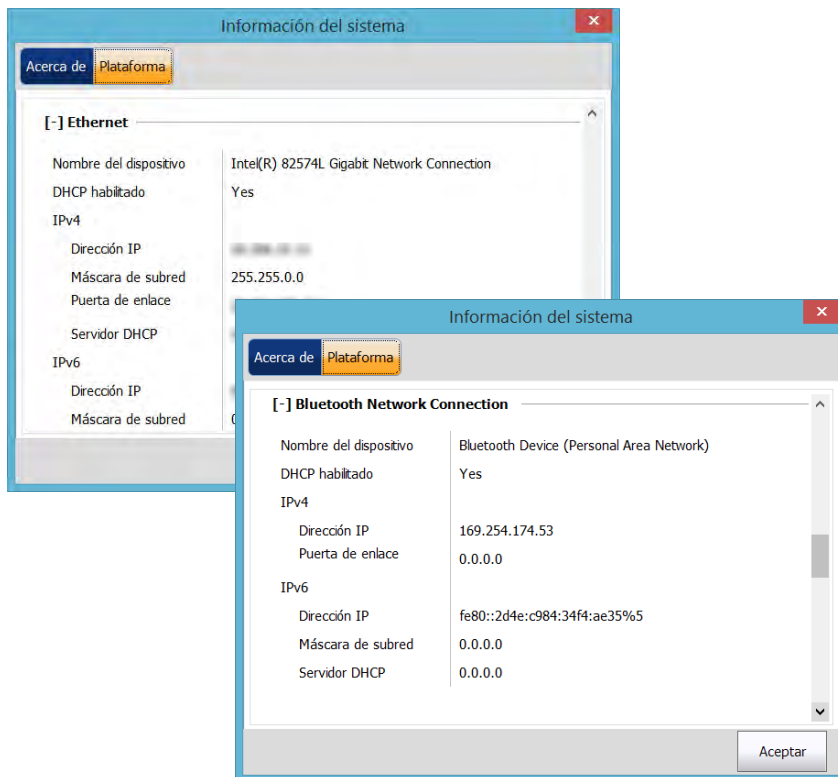 Información del sistema
Acerca de Plataforma
[-] Ethernet
Nombre del dispositivo Intel(R) 82574L Gigabit Network Connection
DHCP habilitado Yes
IPv4
Dirección IP
Máscara de subred 255.255.0.0
Puerta de enlace
Servidor DHCP
IPv6
Dirección IP
Máscara de subred
Información del sistema
Acerca de Plataforma
[-] Bluetooth Network Connection
Nombre del dispositivo Bluetooth Device (Personal Area Network)
DHCP habilitado Yes
IPv4
Dirección IP 169.254.174.53
Puerta de enlace 0.0.0.0
IPv6
Dirección IP fe80::2d4e:c984:34f4:ae35%5
Máscara de subred 0.0.0.0
Servidor DHCP 0.0.0.0
Aceptar